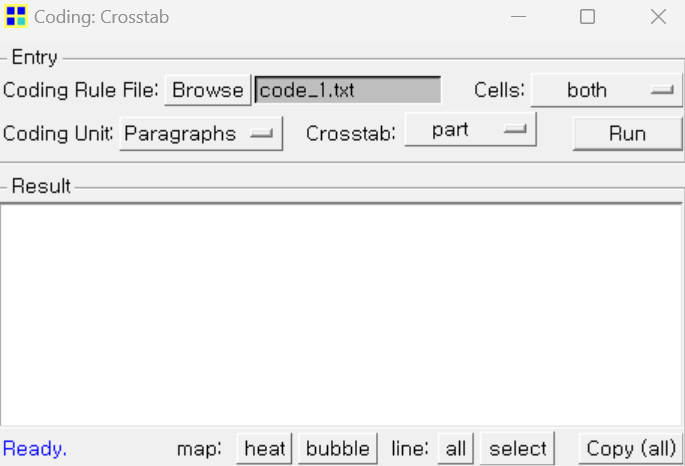 Coding: Crosstab
Entry
Coding Rule File: Browse code_1.txt Cells: both
Coding Unit: Paragraphs Crosstab: part Run
Result
Ready. map: heat bubble line: all select Copy (all)